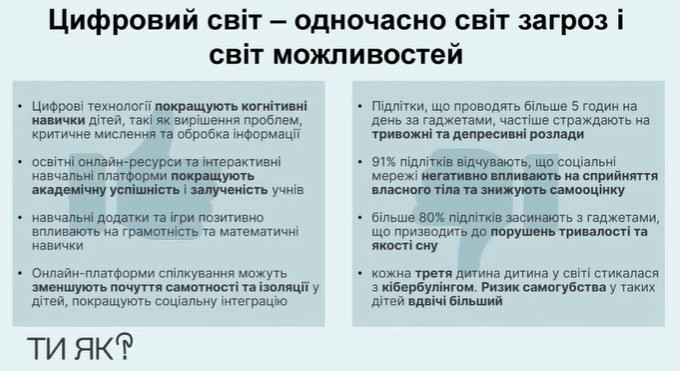 Цифровий світ – одночасно світ загроз і
світ можливостей
• Цифрові технології покращують когнітивні
навички дітей, такі як вирішення проблем,
критичне мислення та обробка інформації
• освітні онлайн-ресурси та інтерактивні
навчальні платформи покращують
академічну успішність і залученість учнів
• навчальні додатки та ігри позитивно
впливають на грамотність та математичні
навички
• Онлайн-платформи спілкування можуть
зменшують почуття самотності та ізоляції у
дітей, покращують соціальну інтеграцію
• Підлітки, що проводять більше 5 годин на
день за гаджетами, частіше страждають на
тривожні та депресивні розлади
• 91% підлітків відчувають, що соціальні
мережі негативно впливають на сприйняття
власного тіла та знижують самооцінку
• більше 80% підлітків засинають з гаджетами,
що призводить до порушень тривалості та
якості сну
• кожна третя дитина дитина у світі стикалася
з кібербулінгом. Ризик самогубства у таких
дітей вдвічі більший
ТИ ЯК?